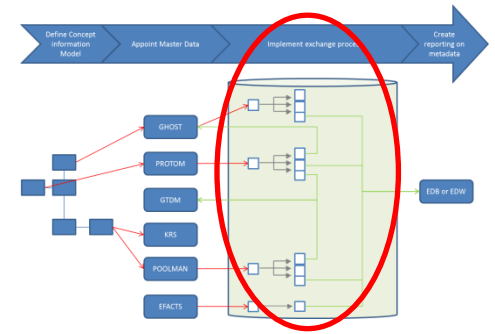 Define Concept
information
Model
Appoint Master Data
Implement exchange proces
Create
reporting on
metadata
GHOST
PROTOM
GTDM
KRS
POOLMAN
EFACTS
EDB or EDW